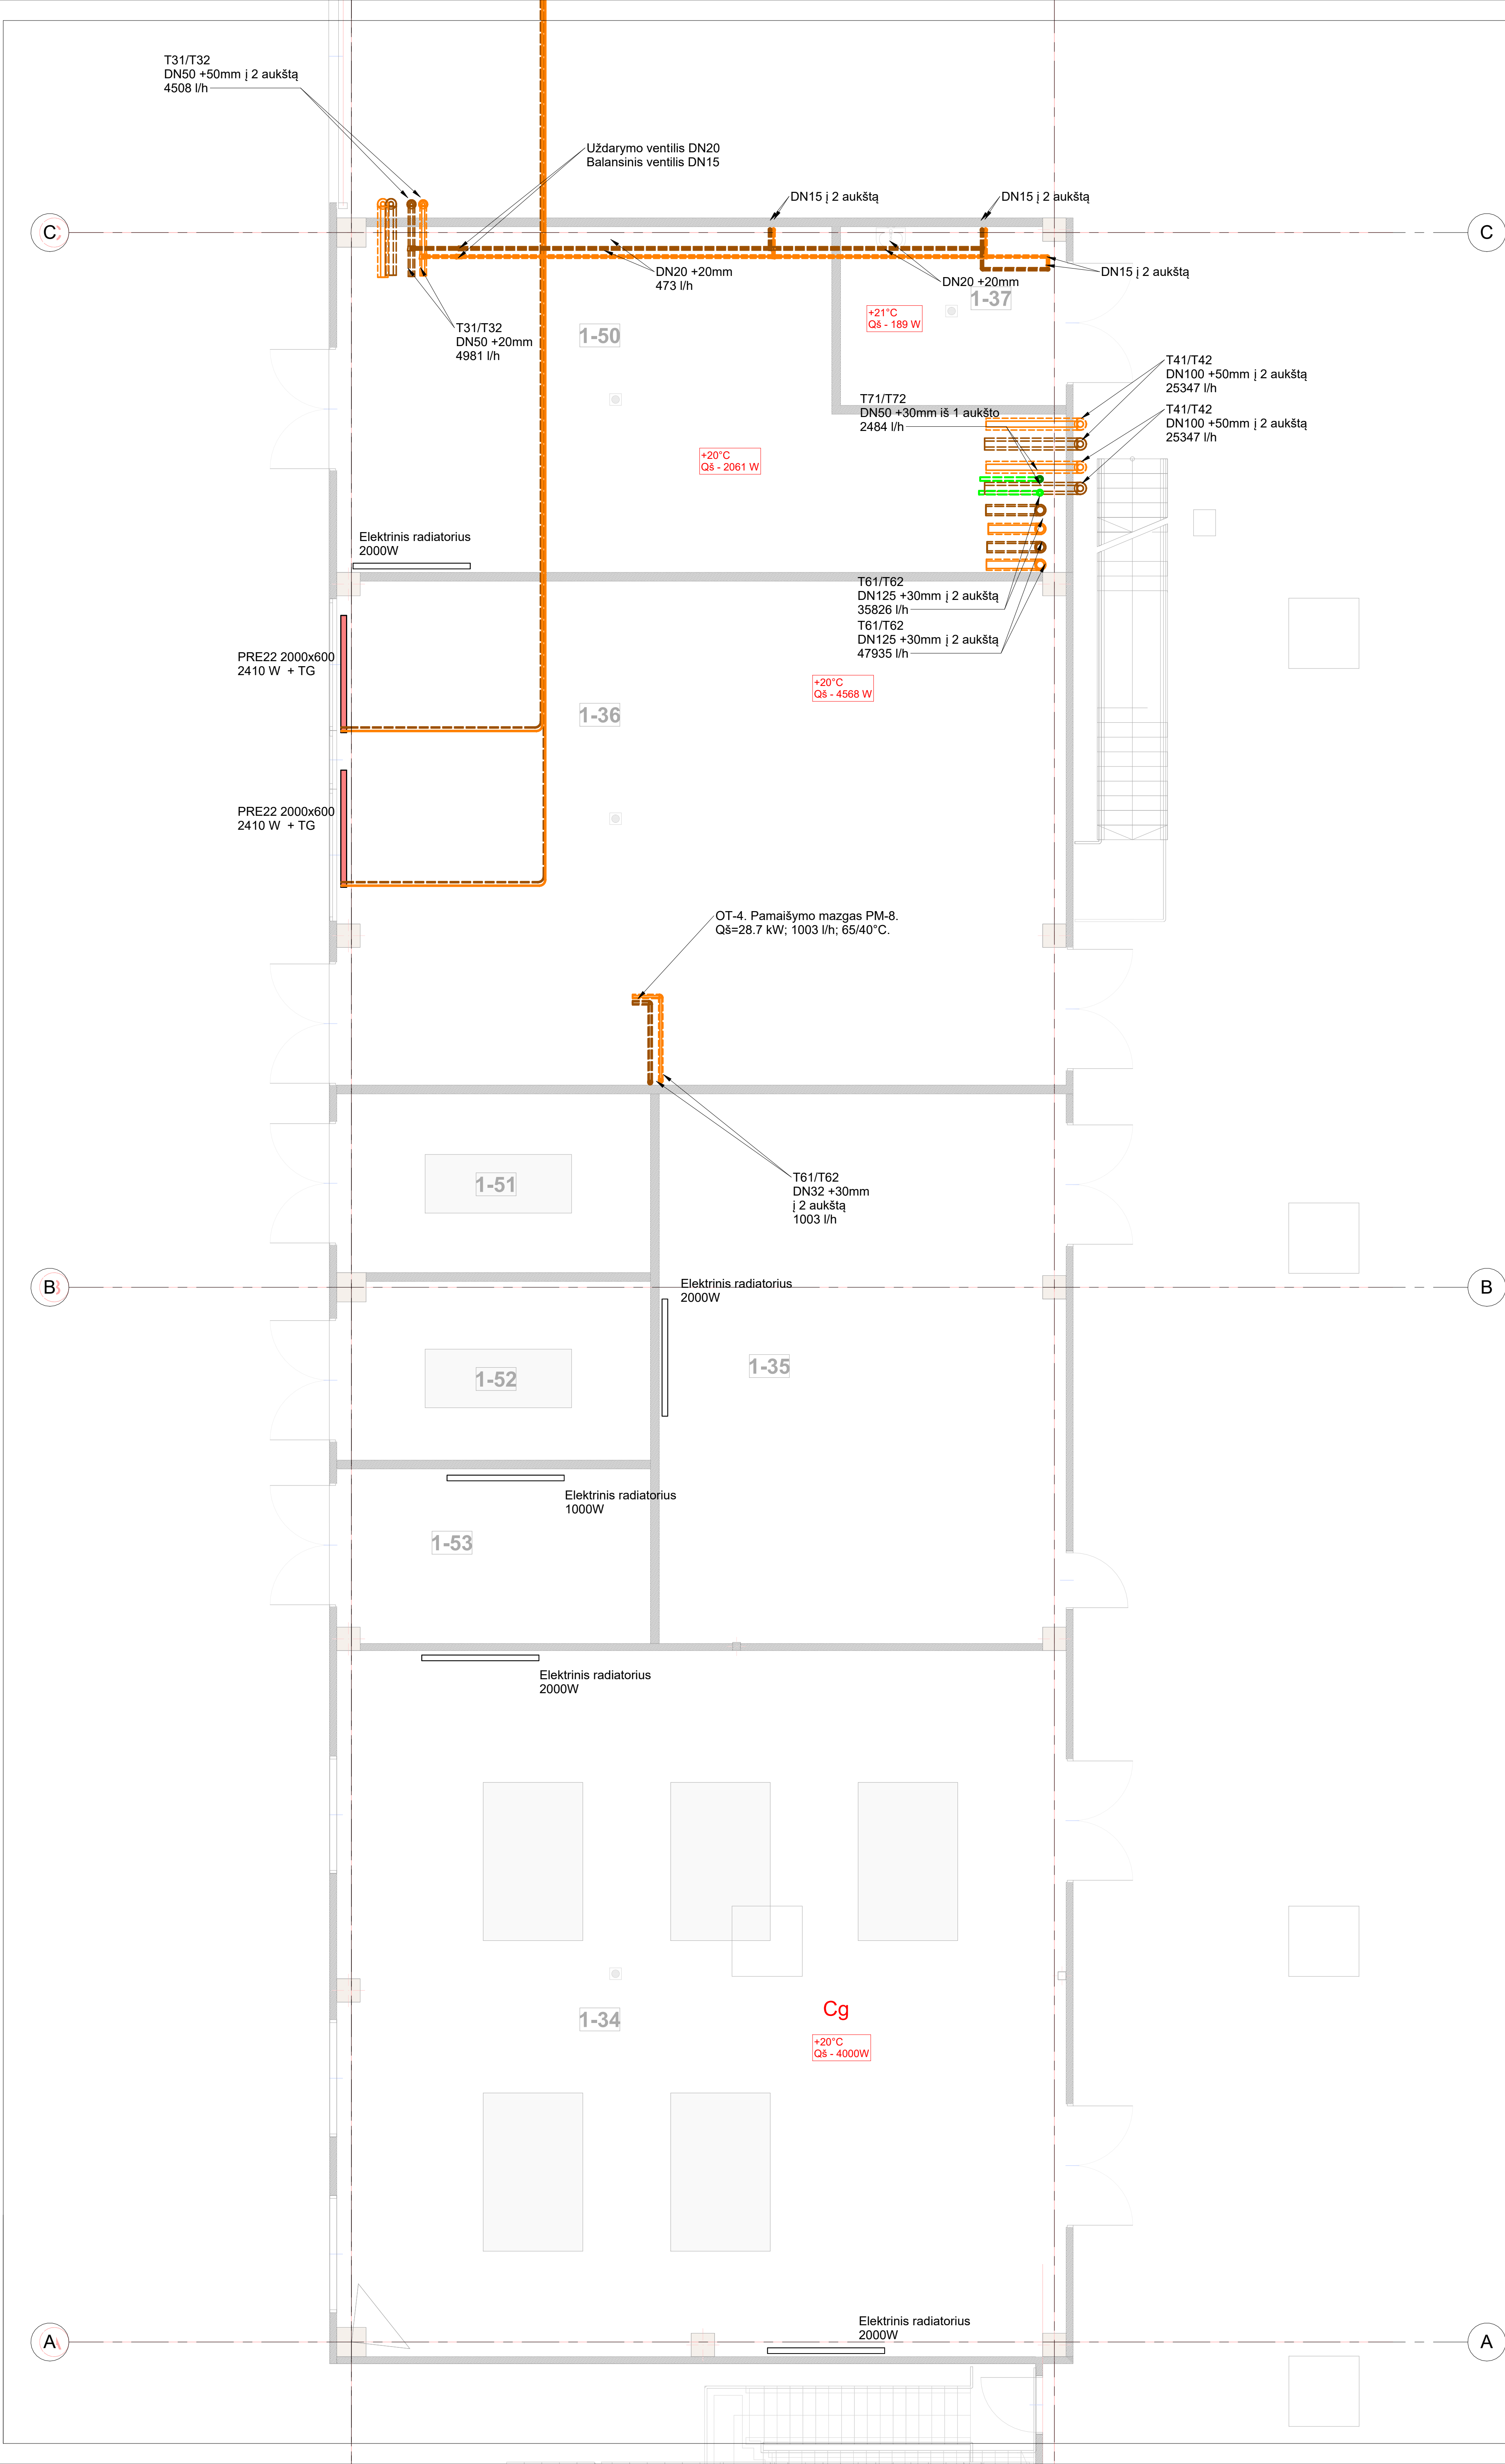 T31/T32
DN50 +50mm į 2 aukštą
4508 l/h
Uždarymo ventilis DN20
Balansinis ventilis DN15
DN15 į 2 aukštą
DN15 į 2 aukštą
C
C
DN20 +20mm
473 l/h
DN20 +20mm
DN15 į 2 aukštą
1-37
+21°C
Qš - 189 W
T31/T32
DN50 +20mm
4981 l/h
1-50
T41/T42
DN100 +50mm į 2 aukštą
25347 l/h
T71/T72
DN50 +30mm iš 1 aukšto
2484 l/h
T41/T42
DN100 +50mm į 2 aukštą
25347 l/h
+20°C
Qš - 2061 W
Elektrinis radiatorius
2000W
T61/T62
DN125 +30mm į 2 aukštą
35826 l/h
T61/T62
DN125 +30mm į 2 aukštą
47935 l/h
PRE22 2000x600
2410 W + TG
+20°C
Qš - 4568 W
1-36
PRE22 2000x600
2410 W + TG
OT-4. Pamaišymo mazgas PM-8.
Qš=28.7 kW; 1003 l/h; 65/40°C.
1-51
T61/T62
DN32 +30mm
į 2 aukštą
1003 l/h
B
B
Elektrinis radiatorius
2000W
1-52
1-35
Elektrinis radiatorius
1000W
1-53
Elektrinis radiatorius
2000W
Cg
1-34
+20°C
Qš - 4000W
Elektrinis radiatorius
2000W
A
A